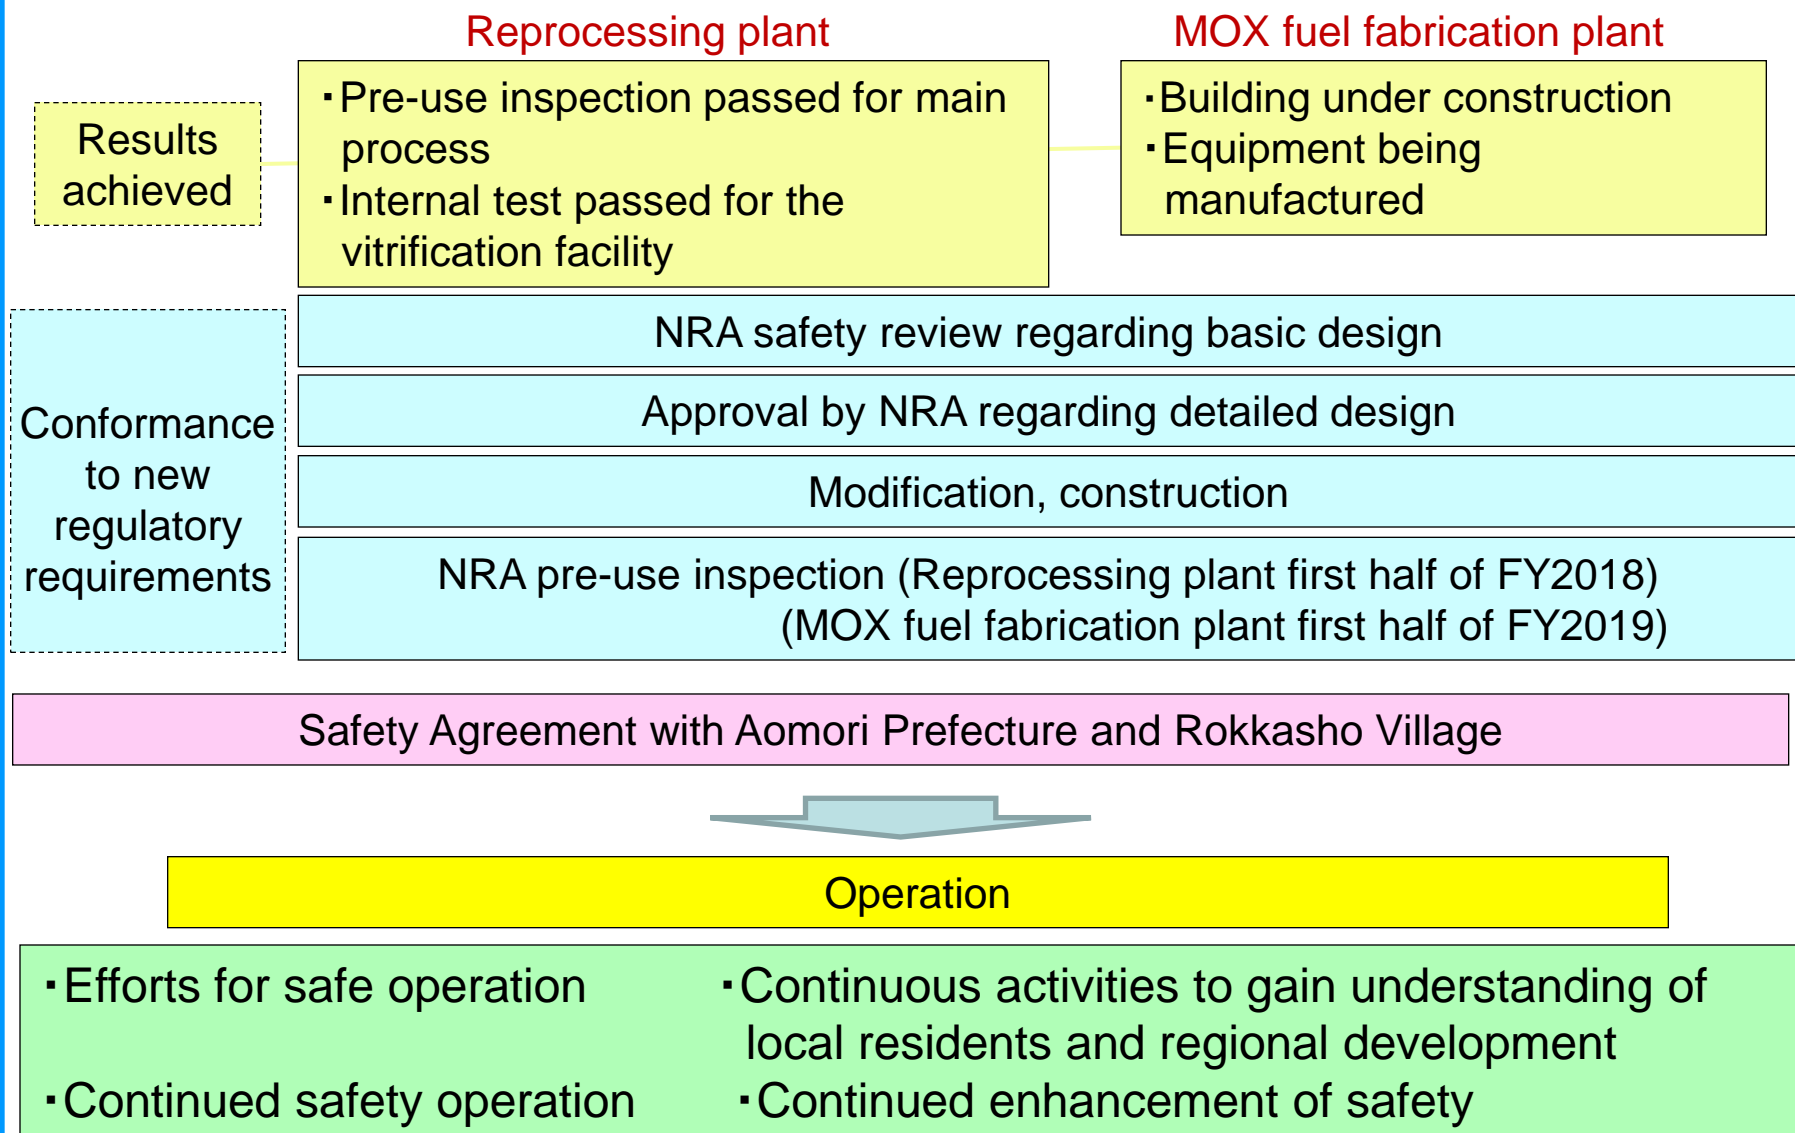 Reprocessing plant
MOX fuel fabrication plant
Results
achieved
・Pre-use inspection passed for main
process
・Internal test passed for the
vitrification facility
・Building under construction
・Equipment being
manufactured
Conformance
to new
regulatory
requirements
NRA safety review regarding basic design
Approval by NRA regarding detailed design
Modification, construction
NRA pre-use inspection (Reprocessing plant first half of FY2018)
(MOX fuel fabrication plant first half of FY2019)
Safety Agreement with Aomori Prefecture and Rokkasho Village
Operation
・Efforts for safe operation
・Continuous activities to gain understanding of
local residents and regional development
・Continued safety operation
・Continued enhancement of safety